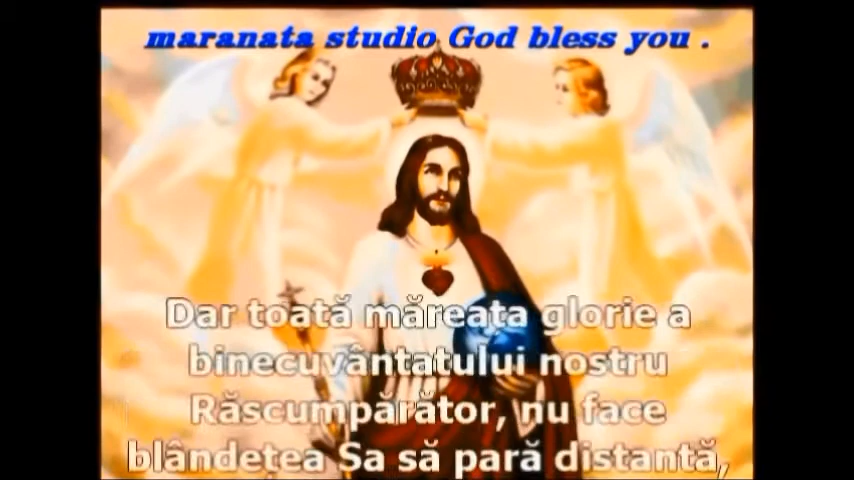 maranata studio God bless you .
Dar toată măreața glorie a
binecuvântatului nostru
Răscumpărător, nu face
blândețea Sa să pară distantă,